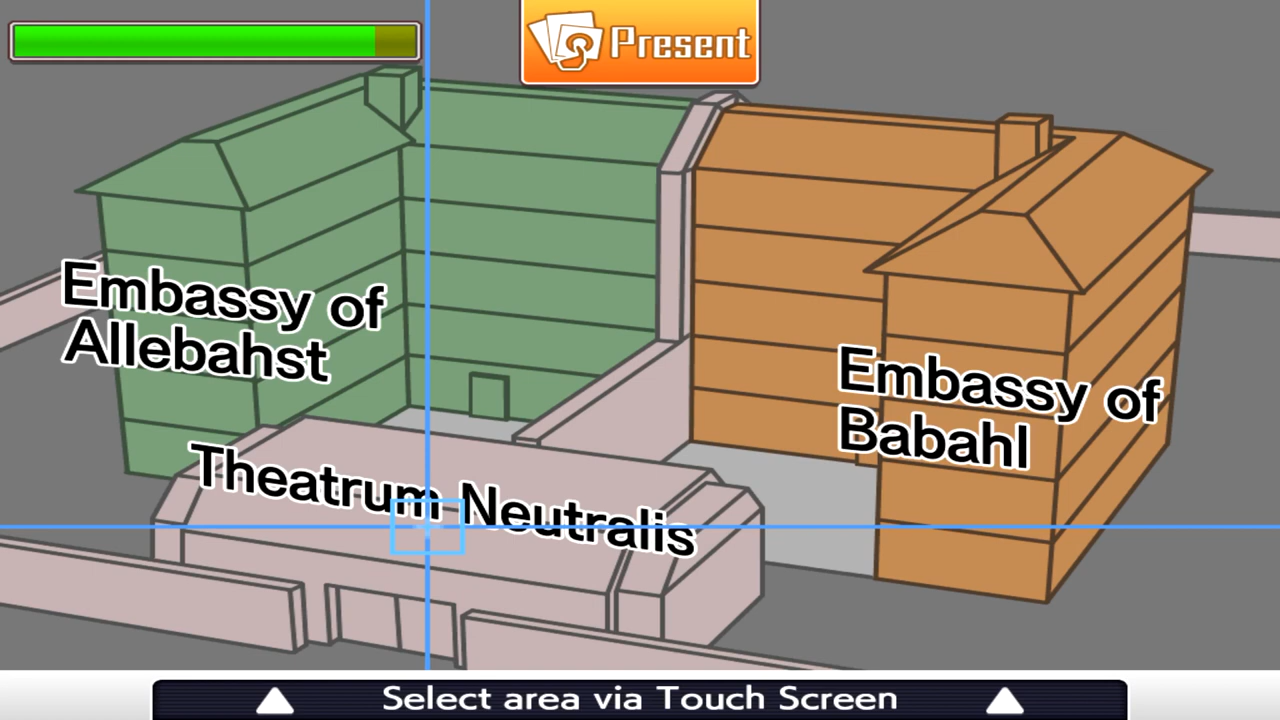 Present
Embassy of
Allebahst
Embassy of
Babahl
Theatrum Neutralis
Select area via Touch Screen